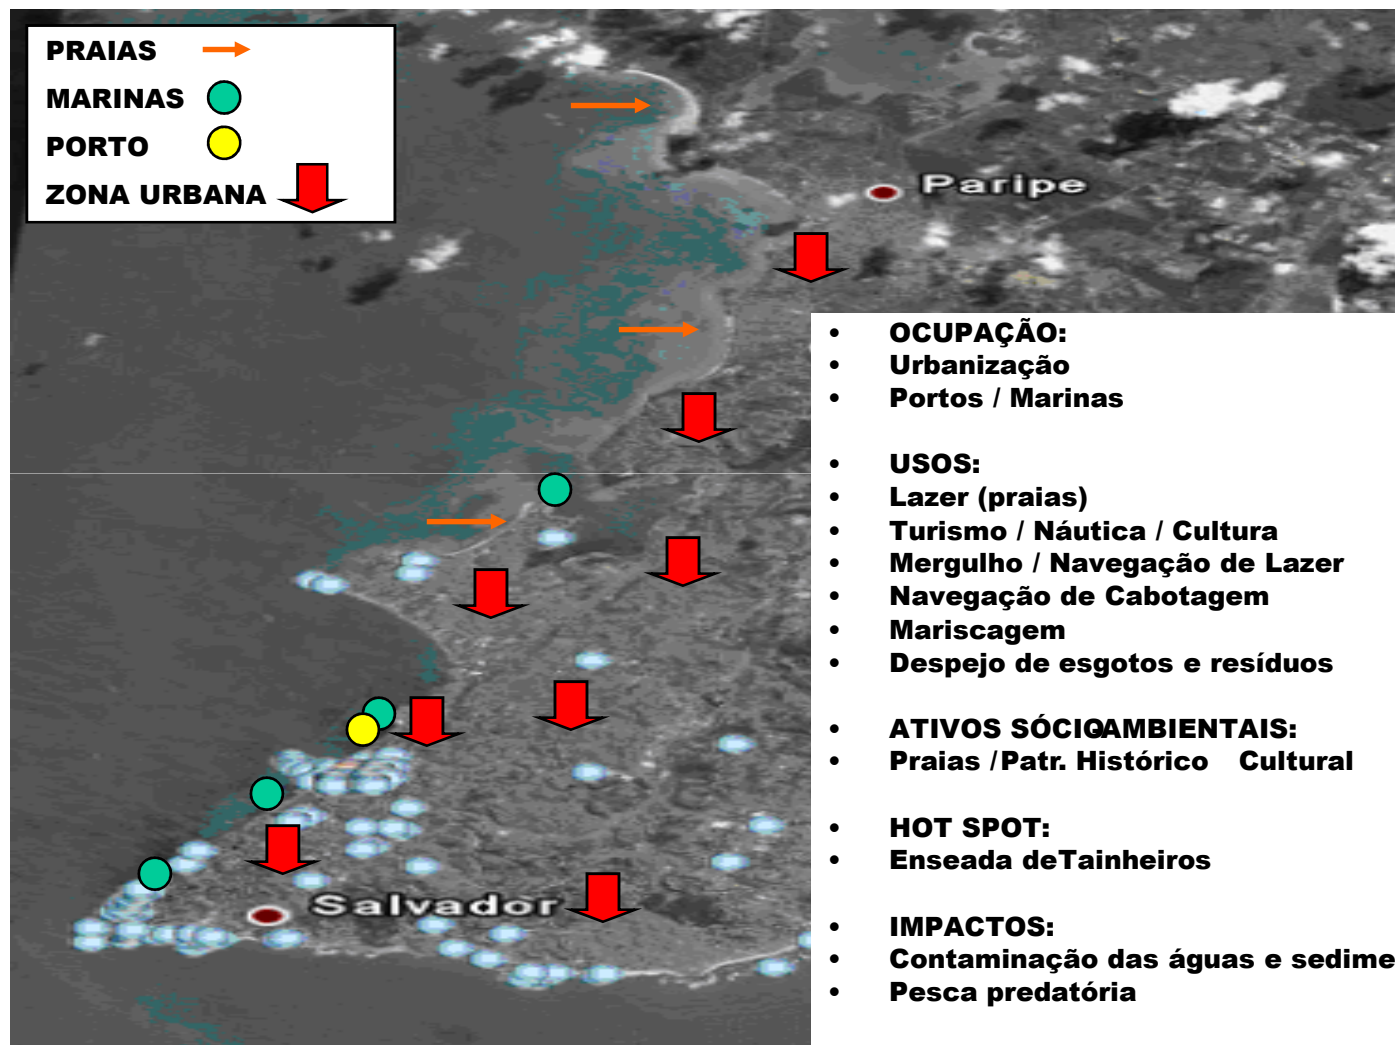 PRAIAS
MARINAS
PORTO
ZONA URBANA
Paripe
• OCUPAÇÃO:
• Urbanização
• Portos / Marinas
• USOS:
• Lazer (praias)
• Turismo / Náutica / Cultura
• Mergulho / Navegação de Lazer
• Navegação de Cabotagem
• Mariscagem
• Despejo de esgotos e resíduos
• ATIVOS SÓCIO-AMBIENTAIS:
• Praias / Patr. Histórico Cultural
• HOT SPOT:
• Enseada deTainheiros
• IMPACTOS:
• Contaminação das águas e sedime
• Pesca predatória
Salvador